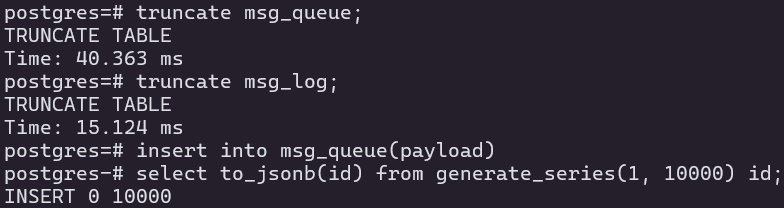 postgres=# truncate msg_queue;
TRUNCATE TABLE
Time: 40.363 ms
postgres=# truncate msg_log;
TRUNCATE TABLE
Time: 15.124 ms
postgres=# insert into msg_queue(payload)
postgres-# select to_jsonb(id) from generate_series(1, 10000) id;
INSERT 0 10000